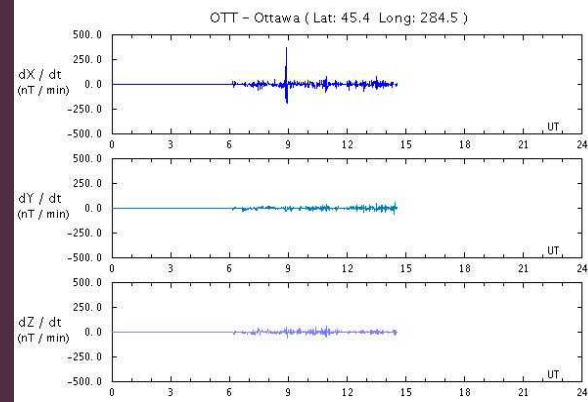 OTT - Ottawa ( Lat: 45.4 Long: 284.5 )
500.0
250.0
dX / dt
(nT / min)
0.0
-250.0
-500.0
UT
0 3 6 9 12 15 18 21 24
500.0
250.0
dY / dt
(nT / min)
0.0
-250.0
-500.0
UT
0 3 6 9 12 15 18 21 24
500.0
250.0
dZ / dt
(nT / min)
0.0
-250.0
-500.0
UT
0 3 6 9 12 15 18 21 24